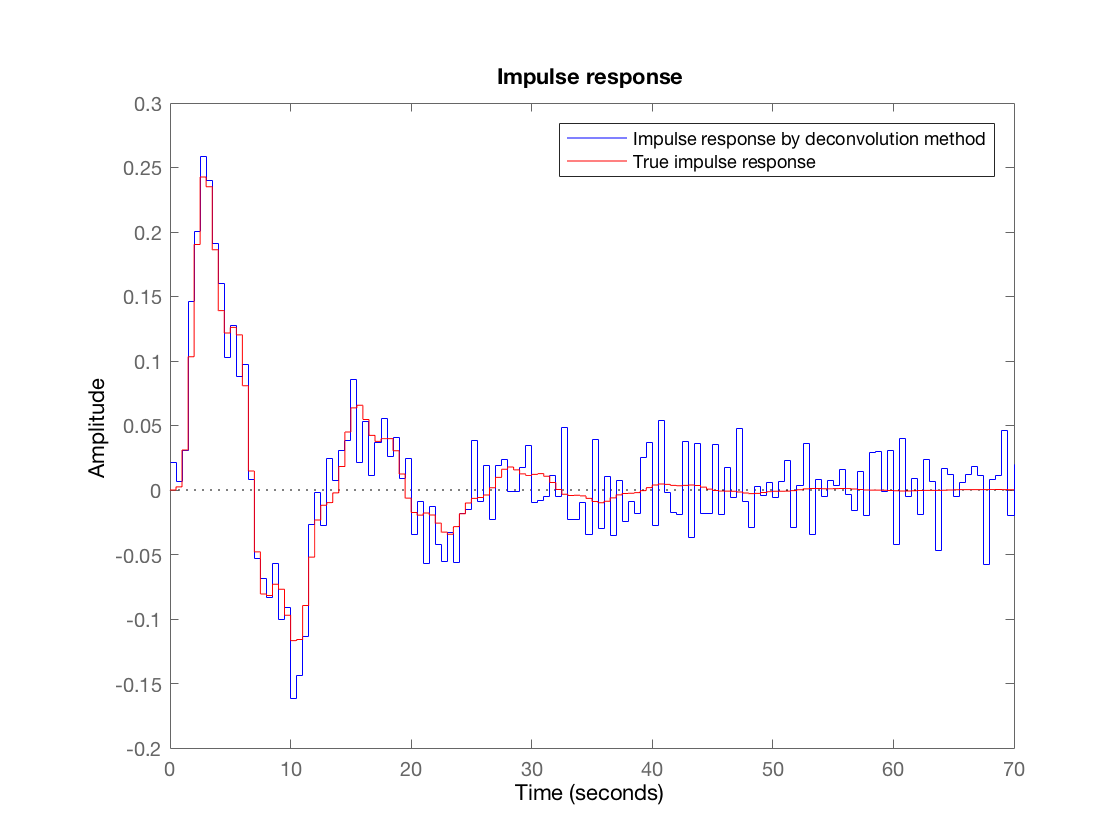 Impulse response
Impulse response by deconvolution method
True impulse response
0.3
0.25
0.2
0.15
0.1
0.05
0
-0.05
-0.1
-0.15
-0.2
Amplitude
0 10 20 30 40 50 60 70
Time (seconds)